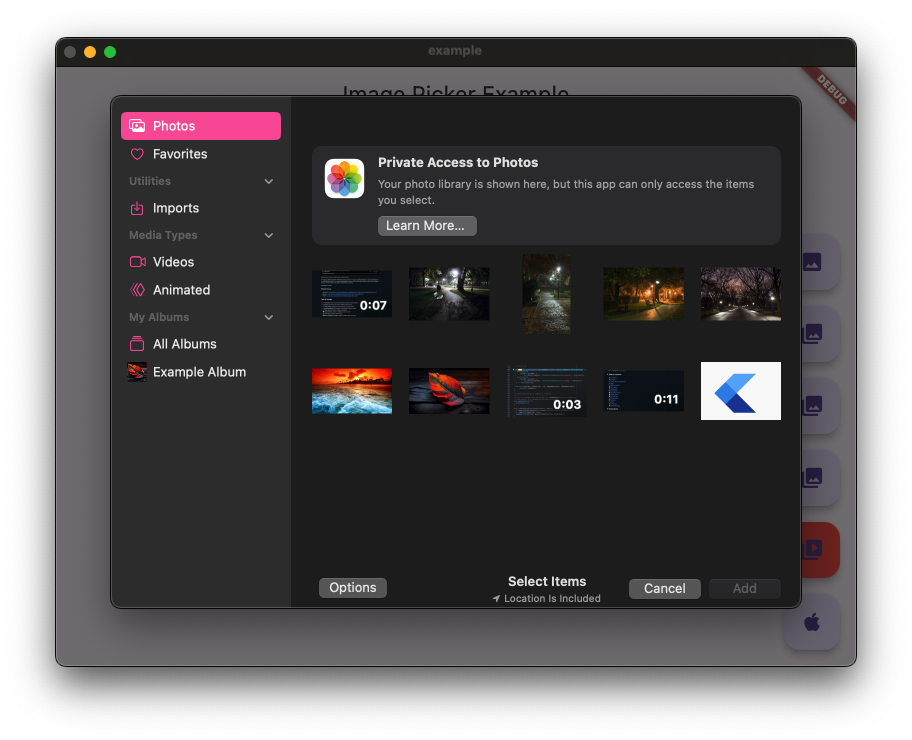 example
Image Picker Example
DEBUG
Photos
Favorites
Utilities
Imports
Media Types
Videos
Animated
My Albums
All Albums
Example Album
Private Access to Photos
Your photo library is shown here, but this app can only access the items
you select.
Learn More...
0:07
0:03
0:11
Options
Select Items
Location Is Included
Cancel
Add